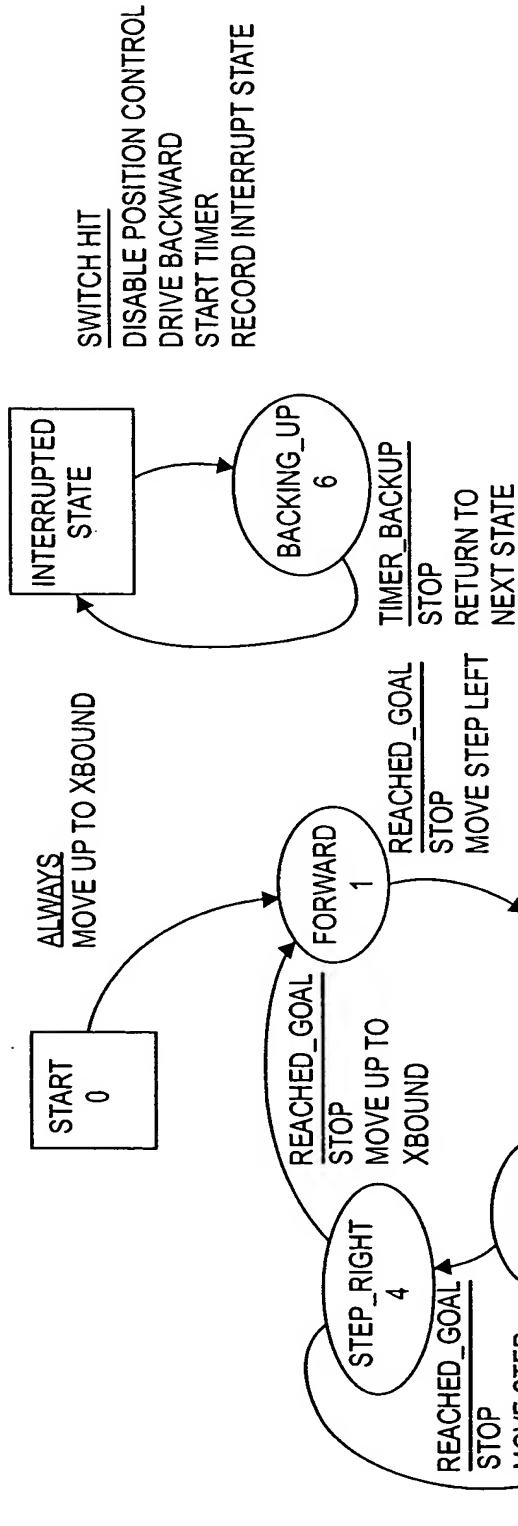 START
0
ALWAYS
MOVE UP TO XBOUND
INTERRUPTED
STATE
SWITCH HIT
DISABLE POSITION CONTROL
DRIVE BACKWARD
START TIMER
RECORD INTERRUPT STATE
BACKING_UP
6
TIMER_BACKUP
STOP
RETURN TO
NEXT STATE
FORWARD
1
REACHED_GOAL
STOP
MOVE UP TO
XBOUND
REACHED_GOAL
STOP
MOVE STEP LEFT
STEP_RIGHT
4
REACHED_GOAL
STOP
MOVE STEP